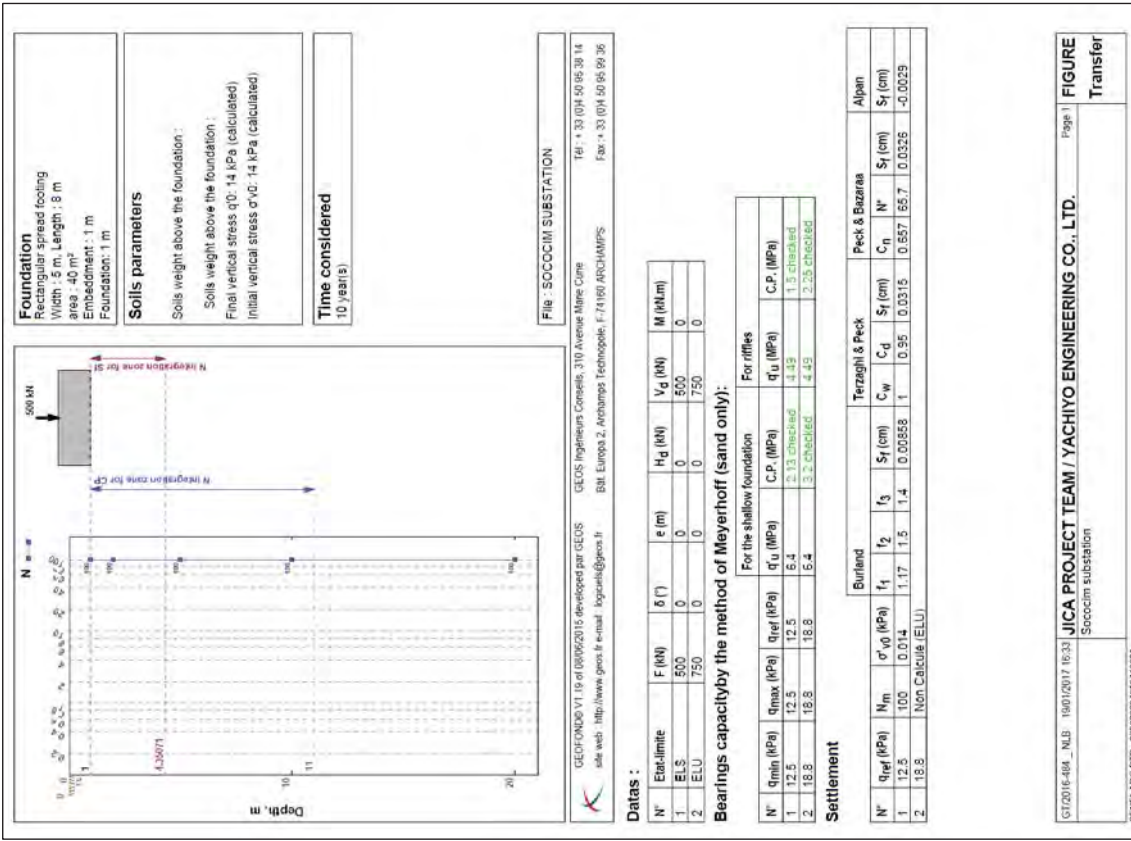 500 kN
N
N integration zone for CP
N integration zone for Sf
1
4.35071
10
11
20
Depth, m
100
100
100
100
100
Foundation
Rectangular spread footing
Width : 5 m, Length : 8 m
area : 40 m²
Embedment : 1 m
Foundation: 1 m
Soils parameters
Soils weight above the foundation :
Soils weight above the foundation :
Final vertical stress q'0: 14 kPa (calculated)
Initial vertical stress σ'v0: 14 kPa (calculated)
Time considered
10 year(s)
File : SOCOCIM SUBSTATION
GEOFOND® V1.19 of 08/06/2015 developed par GEOS GEOS Ingénieurs Conseils, 310 Avenue Marie Curie Tél : + 33 (0)4 50 95 38 14
site web : http://www.geos.fr e-mail : logiciels@geos.fr Bât. Europa 2, Archamps Technopole, F-74160 ARCHAMPS Fax : + 33 (0)4 50 95 99 36
Datas :
N° Etat-limite F (kN) δ (°) e (m) Hd (kN) Vd (kN) M (kN.m)
1 ELS 500 0 0 0 500 0
2 ELU 750 0 0 0 750 0
Bearings capacityby the method of Meyerhoff (sand only):
For the shallow foundation For riffles
N° qmin (kPa) qmax (kPa) qref (kPa) q'u (MPa) C.P. (MPa) q'u (MPa) C.P. (MPa)
1 12.5 12.5 12.5 6.4 2.13 checked 4.49 1.5 checked
2 18.8 18.8 18.8 6.4 3.2 checked 4.49 2.25 checked
Settlement
Burland Terzaghi & Peck Peck & Bazaraa Alpan
N° qref (kPa) Nm σ'v0 (kPa) f1 f2 f3 Sf (cm) Cw Cd Sf (cm) Cn N° Sf (cm) Sf (cm)
1 12.5 100 0.014 1.17 1.5 1.4 0.00858 1 0.95 0.0315 0.657 65.7 0.0326 -0.0029
2 18.8 Non Calculé (ELU)
GT/2016-484 _ NLB 19/01/2017 16:33 JICA PROJECT TEAM / YACHIYO ENGINEERING CO., LTD. Page 1 FIGURE
Sococim substation Transfer